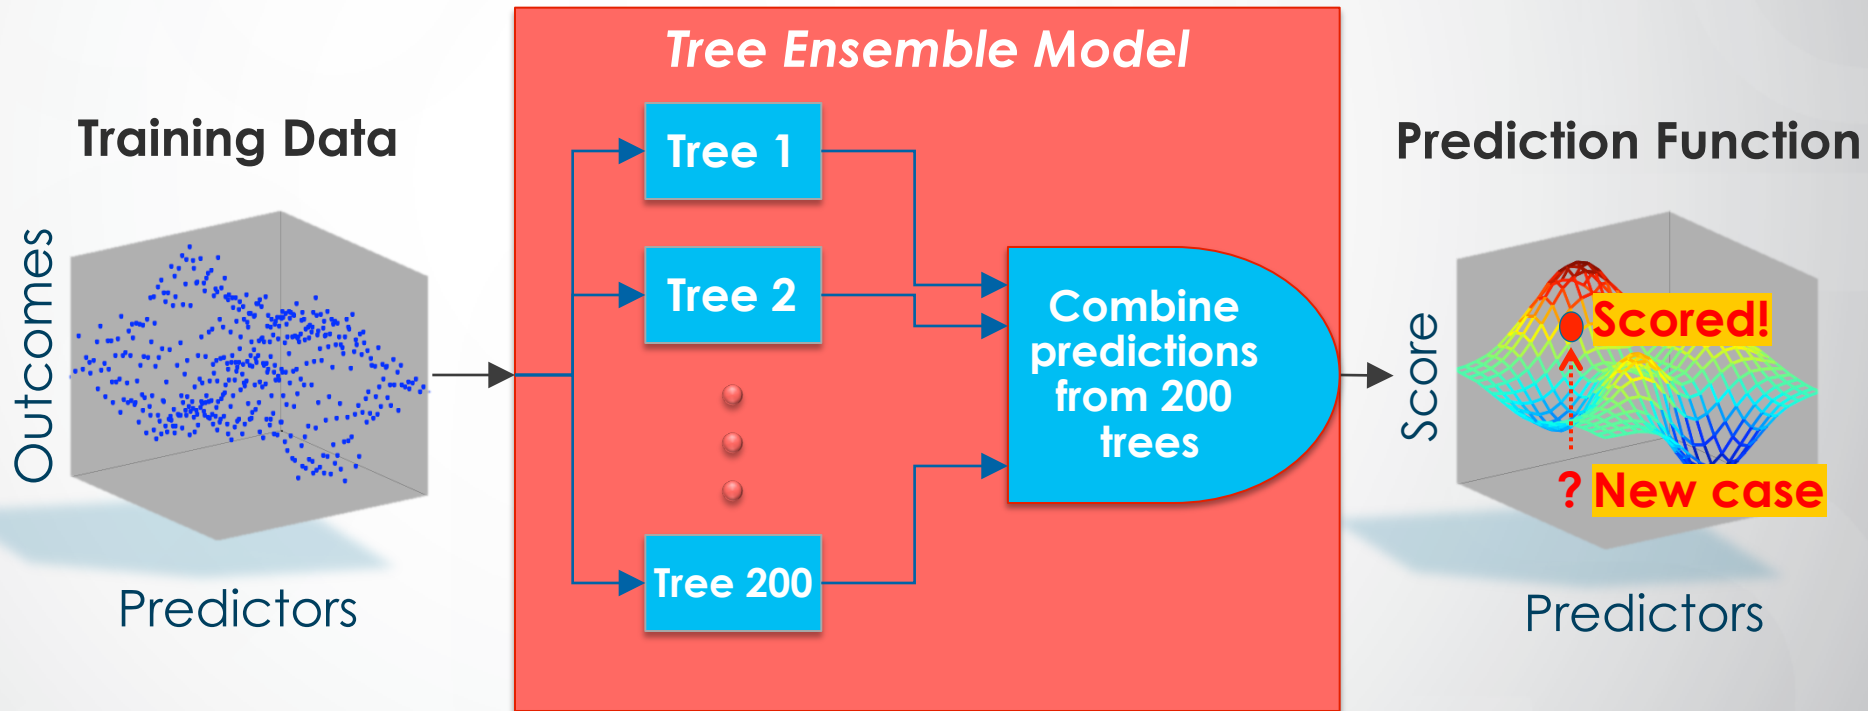 Tree Ensemble Model
Training Data
Outcomes
Predictors
Tree 1
Tree 2
Tree 200
Combine
predictions
from 200
trees
Prediction Function
Score
Scored!
? New case
Predictors